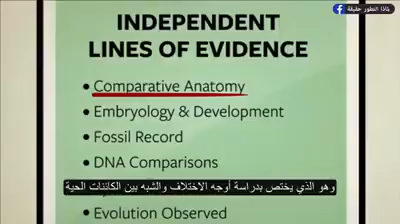 لماذا التطور حقيقة
INDEPENDENT
LINES OF EVIDENCE
• Comparative Anatomy
• Embryology & Development
• Fossil Record
• DNA Comparisons
وهو الذي يختص بدراسة أوجه الاختلاف والشبه بين الكائنات الحية
• Evolution Observed